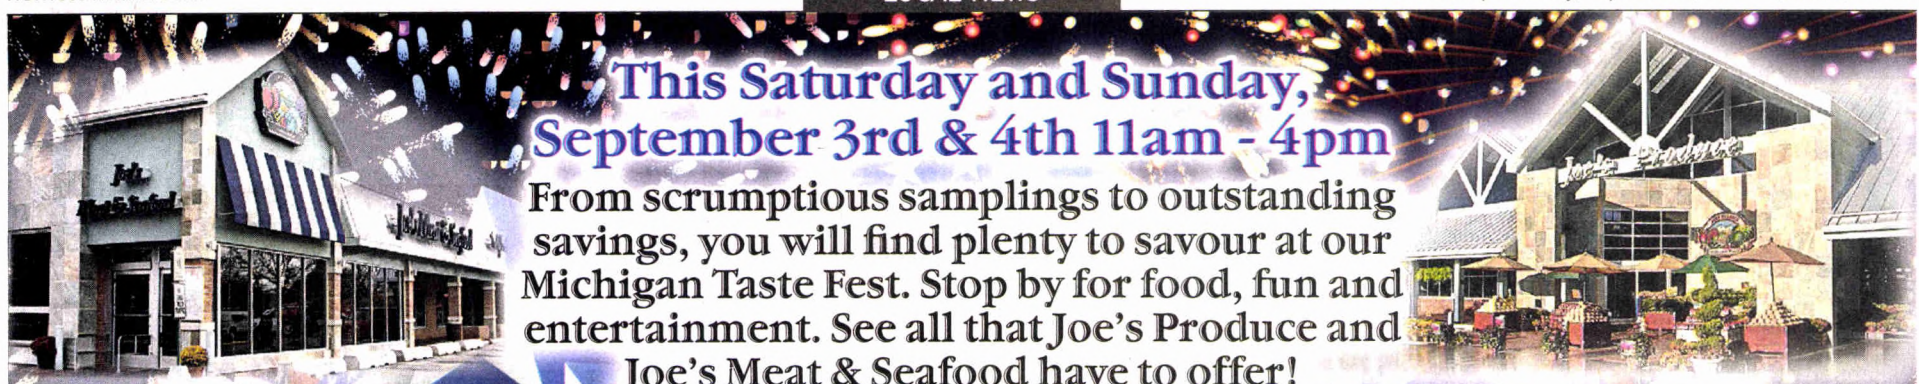 This Saturday and Sunday,
September 3rd & 4th 11am - 4pm
From scrumptious samplings to outstanding
savings, you will find plenty to savour at our
Michigan Taste Fest. Stop by for food, fun and
entertainment. See all that Joe's Produce and
Joe's Meat & Seafood have to offer!
Joe's Produce